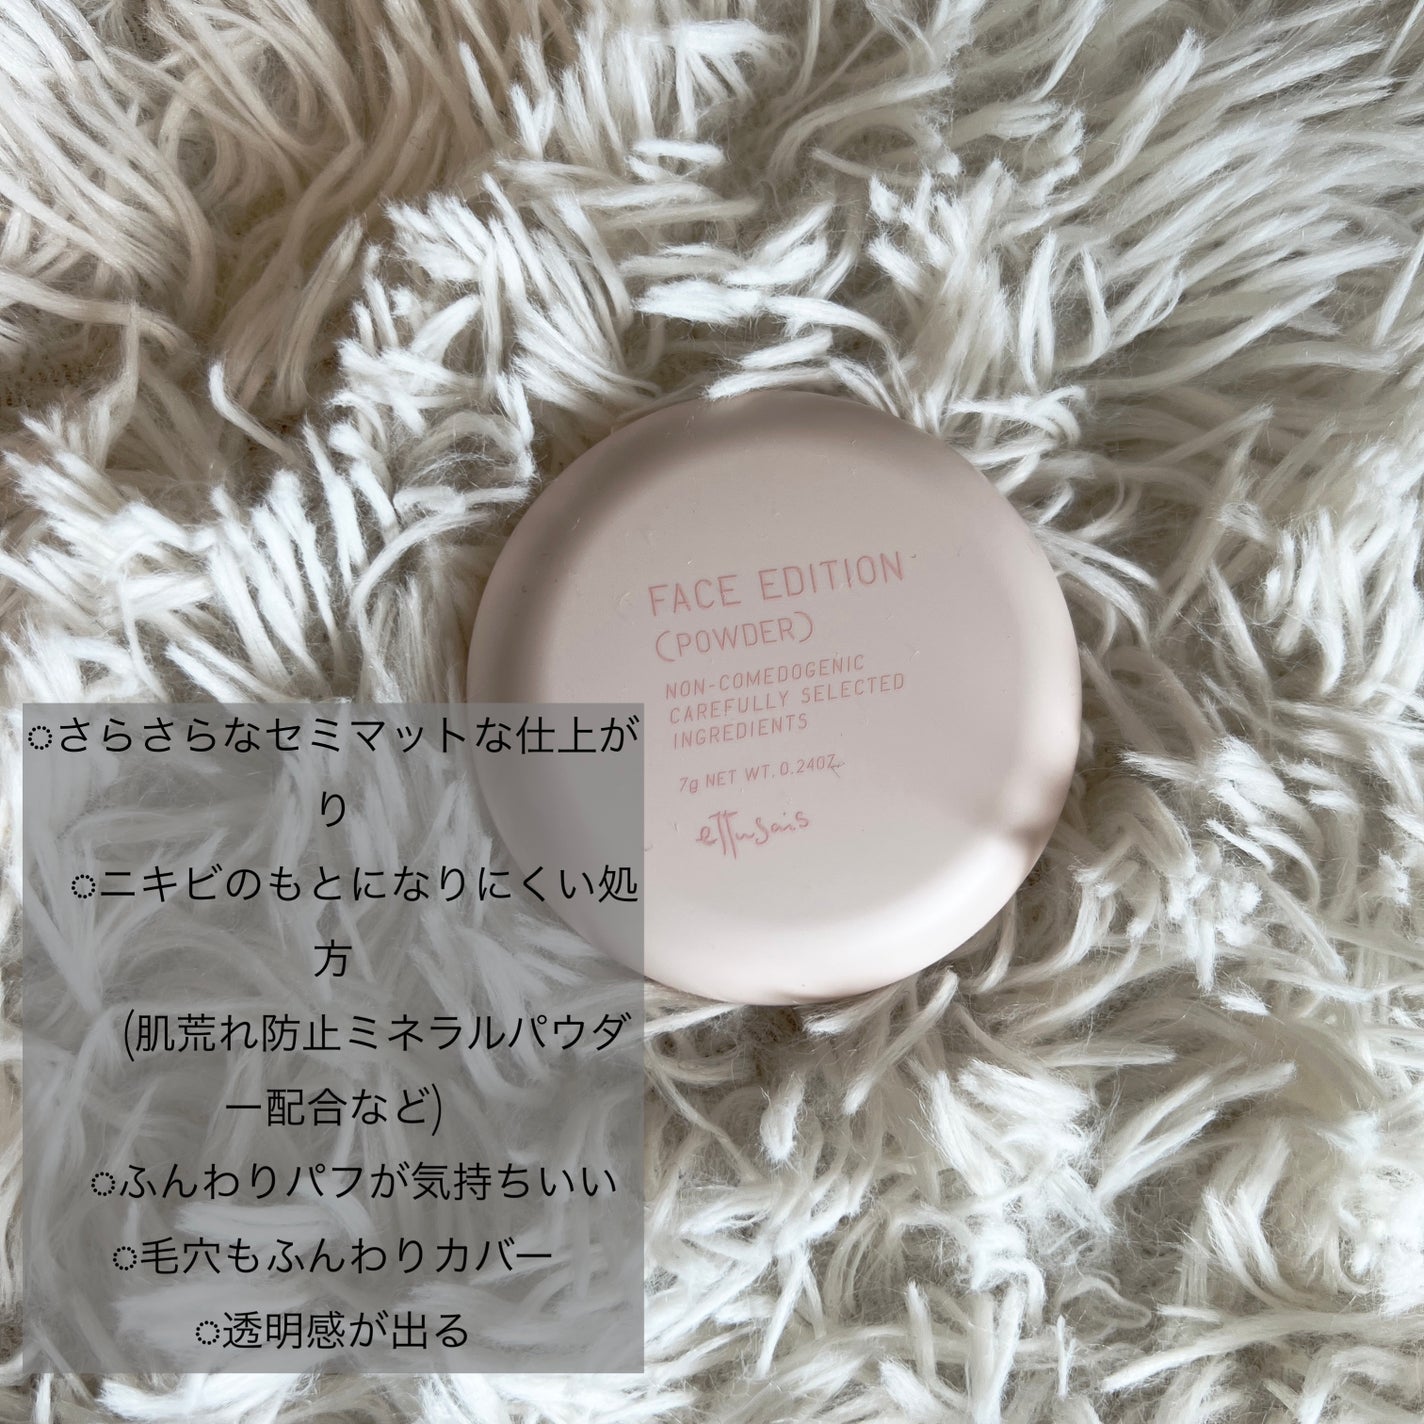 FACE EDITION
(POWDER)
NON-COMEDOGENIC
CAREFULLY SELECTED
INGREDIENTS
7g NET WT. 0.24OZ.
ettusais
◌さらさらなセミマットな仕上が
り
◌ニキビのもとになりにくい処
方
(肌荒れ防止ミネラルパウダ
ー配合など)
◌ふんわりパフが気持ちいい
◌毛穴もふんわりカバー
◌透明感が出る